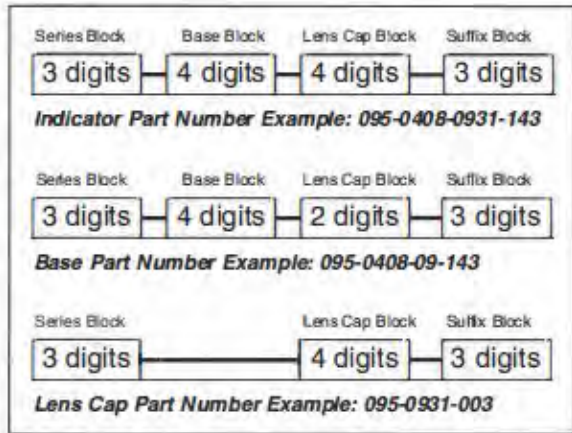 Series Block Base Block Lens Cap Block Suffix Block
3 digits 4 digits 4 digits 3 digits
Indicator Part Number Example: 095-0408-0931-143
Series Block Base Block Lens Cap Block Suffix Block
3 digits 4 digits 2 digits 3 digits
Base Part Number Example: 095-0408-09-143
Series Block Lens Cap Block Suffix Block
3 digits 4 digits 3 digits
Lens Cap Part Number Example: 095-0931-003